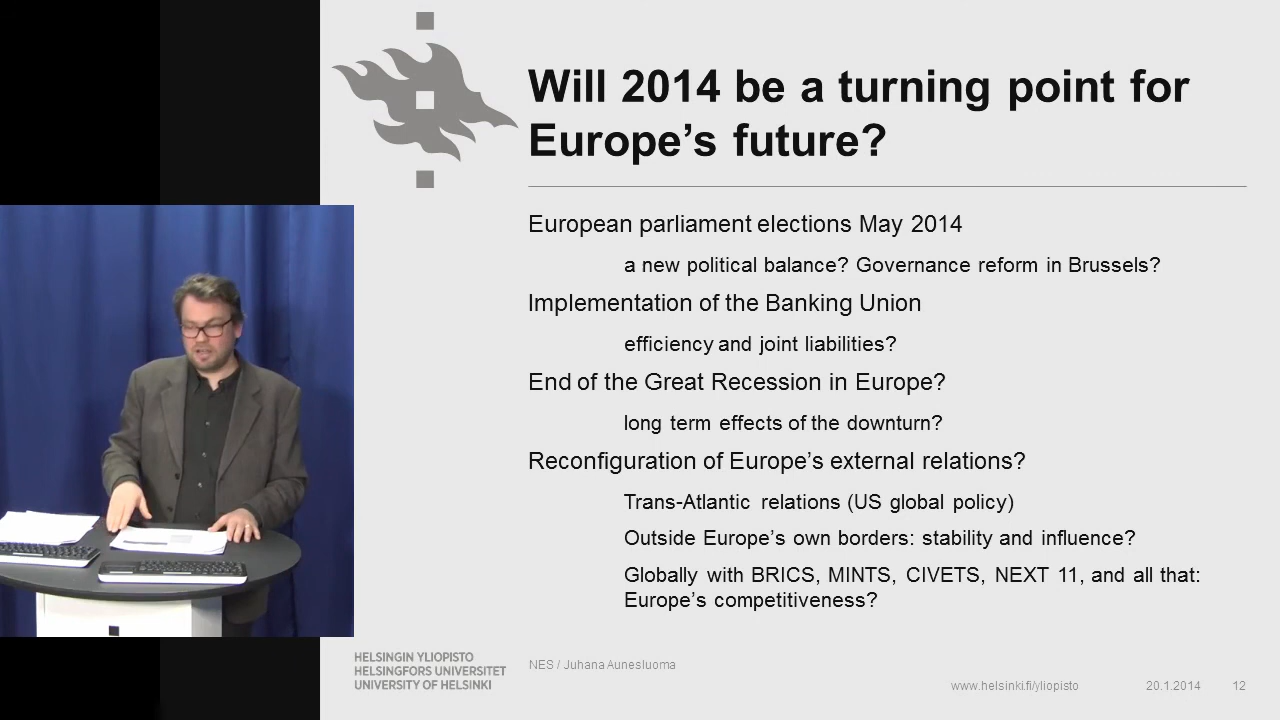 Will 2014 be a turning point for
Europe’s future?
European parliament elections May 2014
a new political balance? Governance reform in Brussels?
Implementation of the Banking Union
efficiency and joint liabilities?
End of the Great Recession in Europe?
long term effects of the downturn?
Reconfiguration of Europe’s external relations?
Trans-Atlantic relations (US global policy)
Outside Europe’s own borders: stability and influence?
Globally with BRICS, MINTS, CIVETS, NEXT 11, and all that:
Europe’s competitiveness?
HELSINGIN YLIOPISTO
HELSINGFORS UNIVERSITET
UNIVERSITY OF HELSINKI
NES / Juhana Aunesluoma
www.helsinki.fi/yliopisto
20.1.2014
12